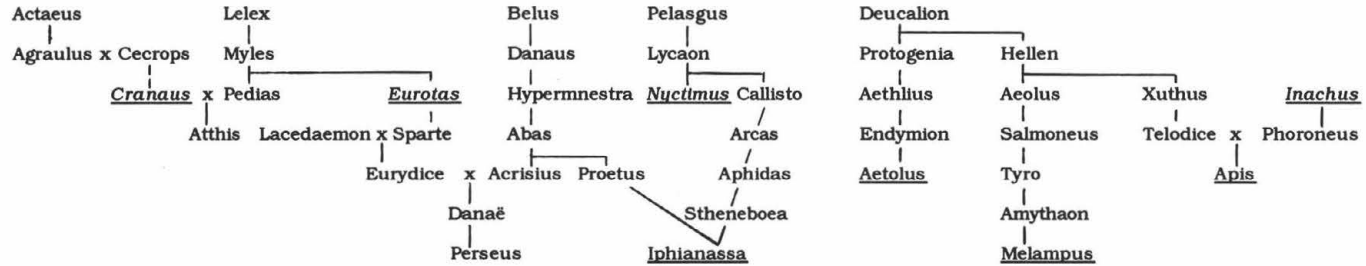 Actaeus Lelex Belus Pelasgus Deucalion
Agraulus x Cecrops Myles Danaus Lycaon Protogenia Hellen
Cranaus x Pedias Eurotas Hypermnestra Nyctimus Callisto Aethlius Aeolus Xuthus Inachus
Atthis Lacedaemon x Sparte Abas Arcas Endymion Salmoneus Telodice x Phoroneus
Eurydice x Acrisius Proetus Aphidas Aetolus Tyro Apis
Danaë Stheneboea Amythaon
Perseus Iphianassa Melampus